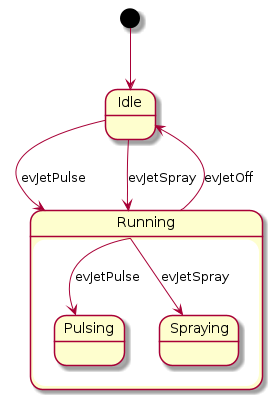 Idle
evJetPulse
evJetSpray
evJetOff
Running
evJetPulse
evJetSpray
Pulsing
Spraying